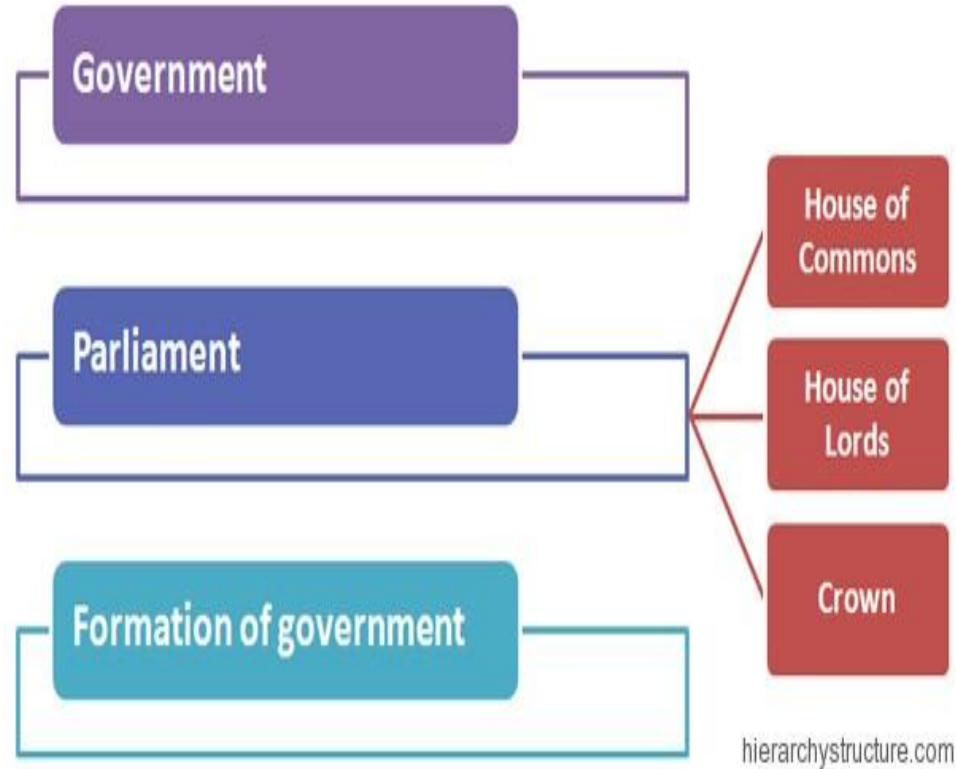 Government
Parliament
Formation of government
House of
Commons
House of
Lords
Crown
hierarchystructure.com